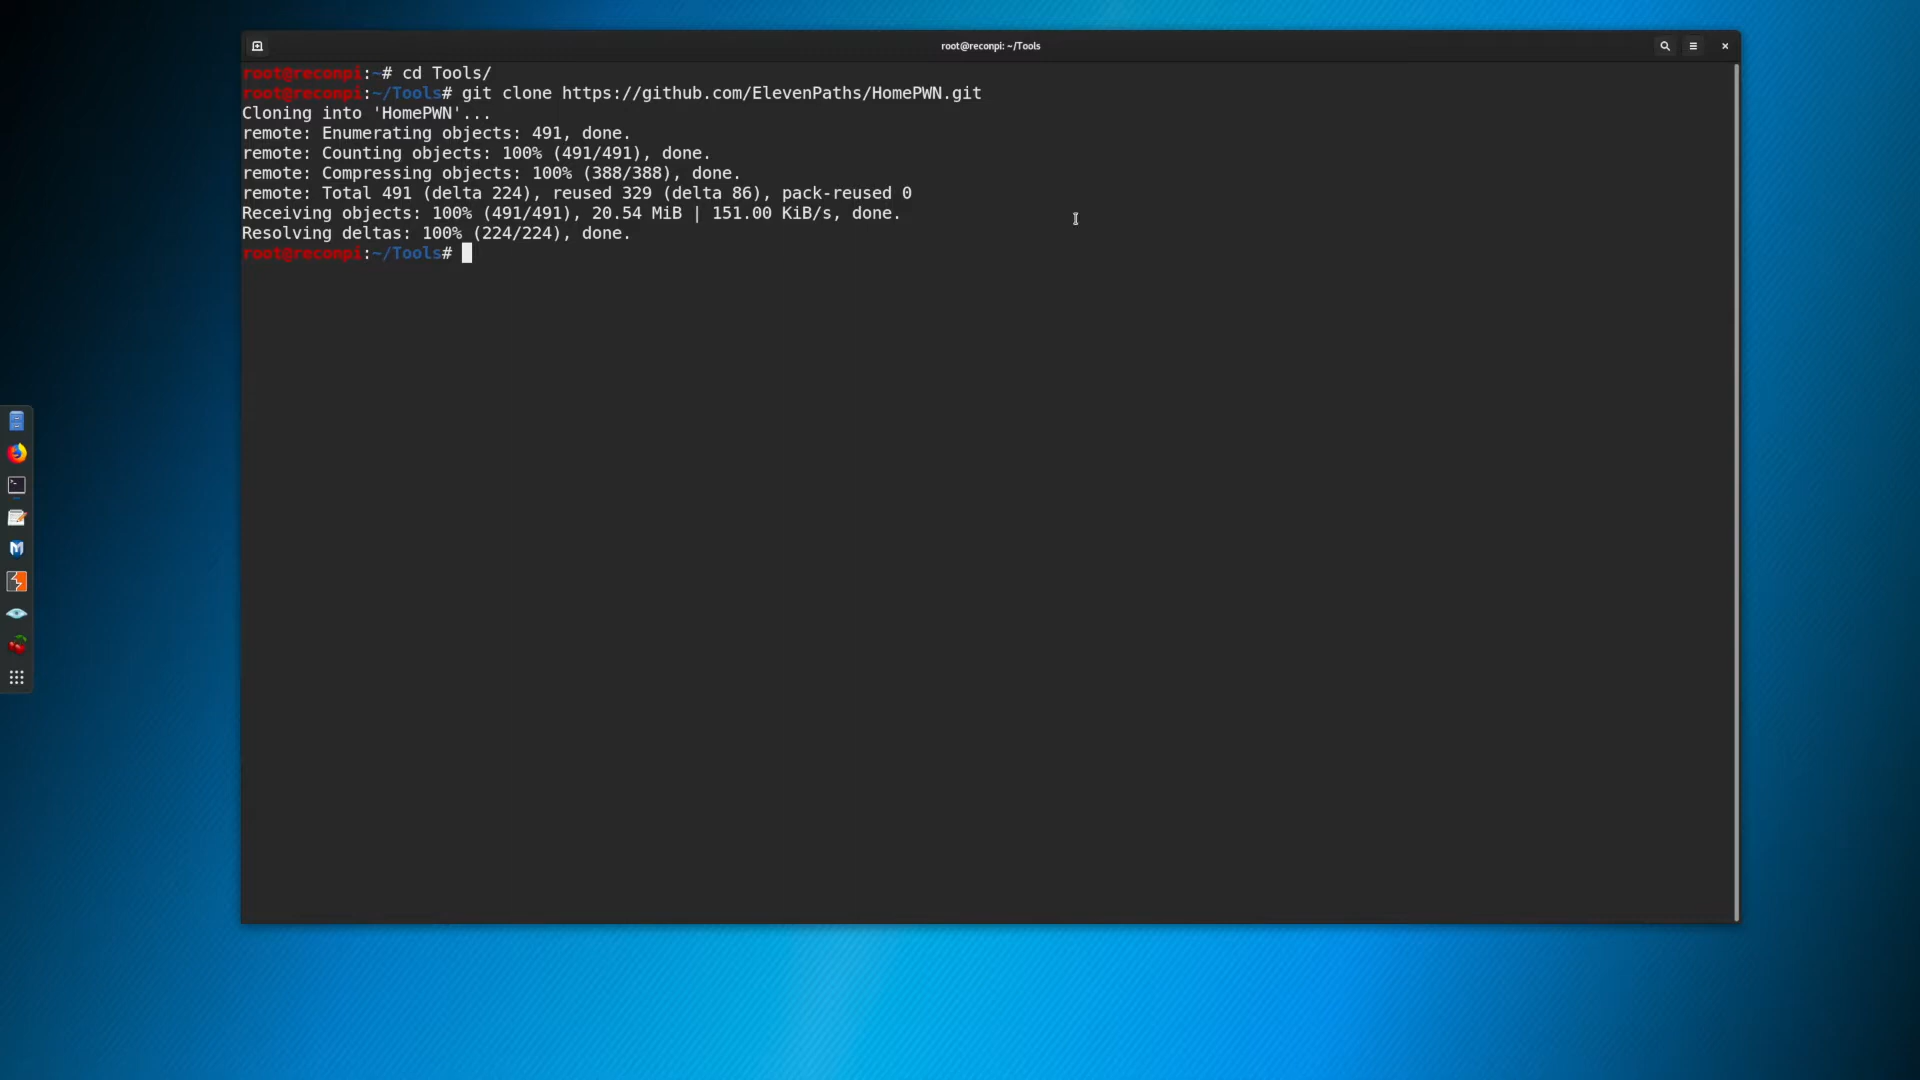 root@reconpi: ~/Tools
root@reconpi:~# cd Tools/
root@reconpi:~/Tools# git clone https://github.com/ElevenPaths/HomePWN.git
Cloning into 'HomePWN'...
remote: Enumerating objects: 491, done.
remote: Counting objects: 100% (491/491), done.
remote: Compressing objects: 100% (388/388), done.
remote: Total 491 (delta 224), reused 329 (delta 86), pack-reused 0
Receiving objects: 100% (491/491), 20.54 MiB | 151.00 KiB/s, done.
Resolving deltas: 100% (224/224), done.
root@reconpi:~/Tools#